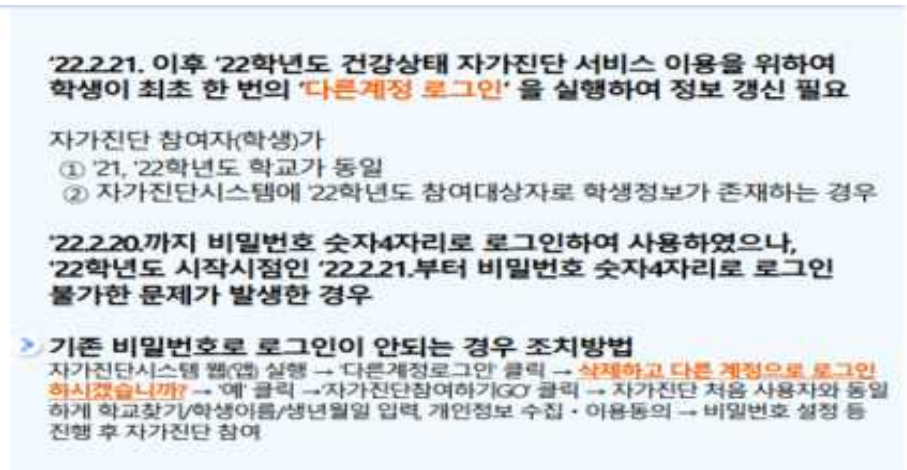 '22.2.21. 이후 '22학년도 건강상태 자가진단 서비스 이용을 위하여
학생이 최초 한 번의 '다른계정 로그인' 을 실행하여 정보 갱신 필요
자가진단 참여자(학생)가
① '21, '22학년도 학교가 동일
② 자가진단시스템에 '22학년도 참여대상자로 학생정보가 존재하는 경우
'22.2.20.까지 비밀번호 숫자4자리로 로그인하여 사용하였으나,
'22학년도 시작시점인 '22.2.21.부터 비밀번호 숫자4자리로 로그인
불가한 문제가 발생한 경우
> 기존 비밀번호로 로그인이 안되는 경우 조치방법
자가진단시스템 웹(앱) 실행 → '다른계정로그인' 클릭 → 삭제하고 다른 계정으로 로그인
하시겠습니까? → '예' 클릭 →'자가진단참여하기GO' 클릭 → 자가진단 처음 사용자와 동일
하게 학교찾기/학생이름/생년월일 입력, 개인정보 수집・이용동의 → 비밀번호 설정 등
진행 후 자가진단 참여